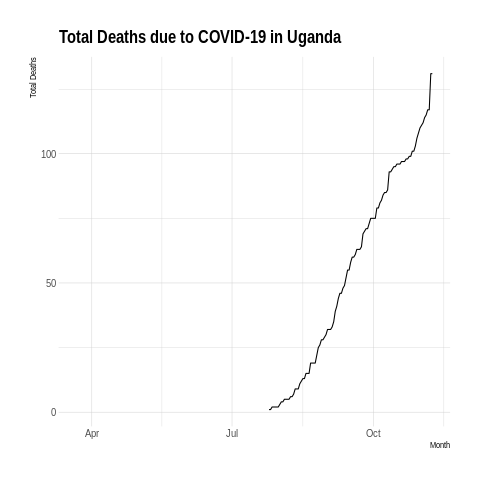 Total Deaths due to COVID-19 in Uganda
Total Deaths
100
50
0
Apr Jul Oct
Month